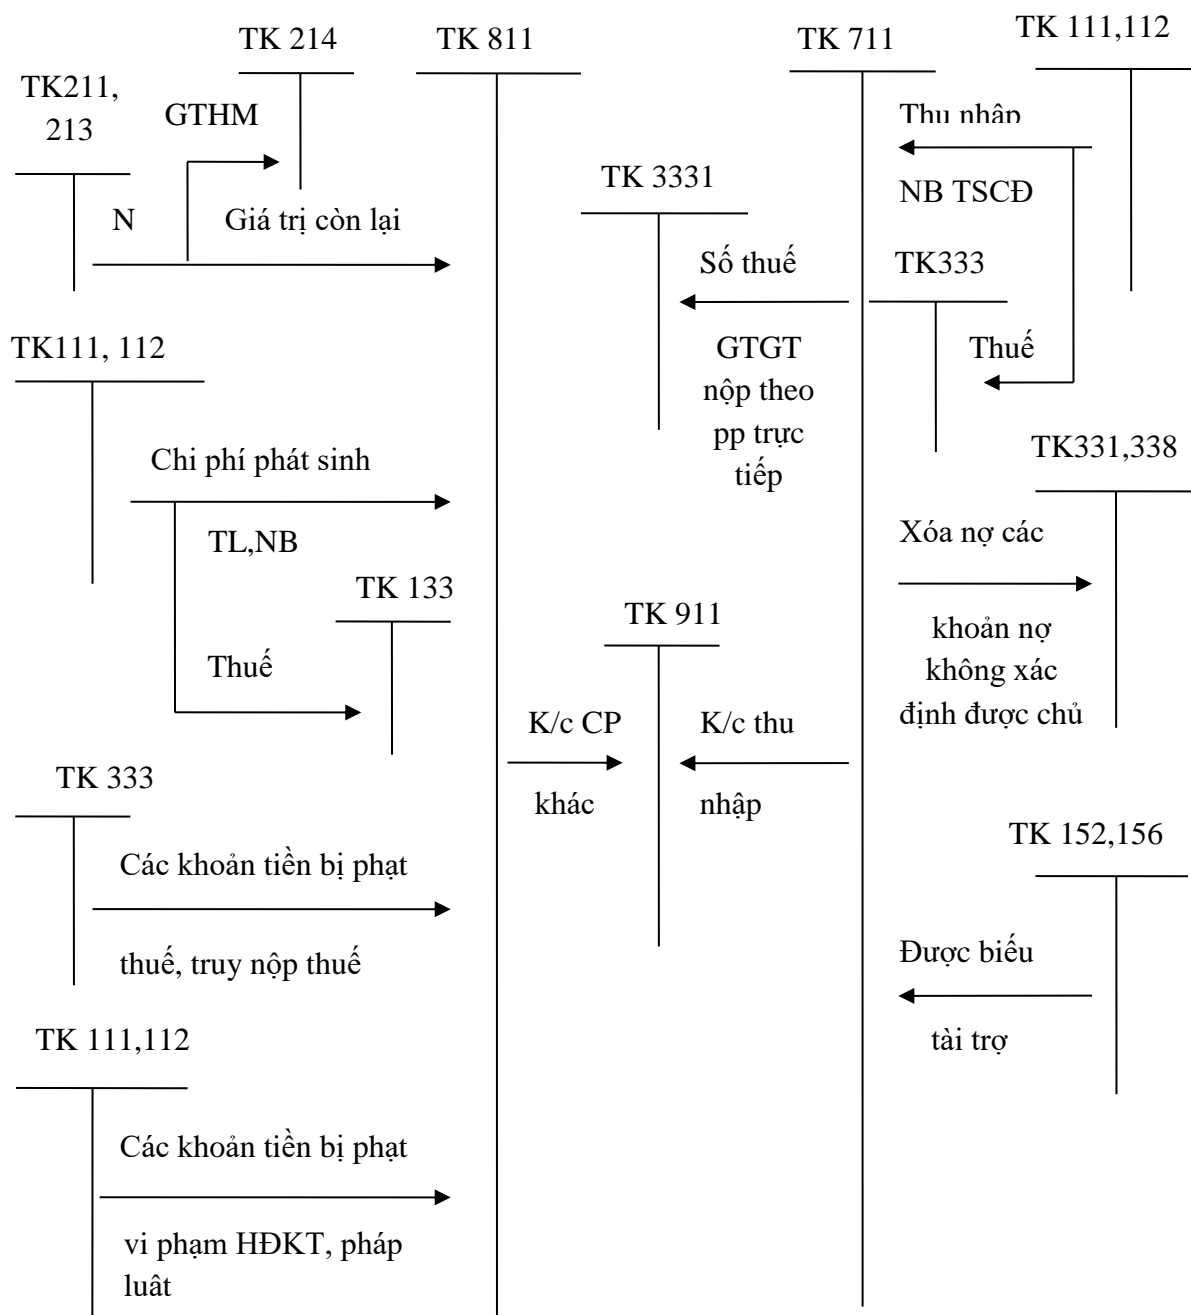 TK 214
TK 811
TK 711
TK 111,112
TK211,
213
GTHM
Thu nhập
TK 3331
NB TSCĐ
N
Giá trị còn lại
Số thuế
TK333
TK111, 112
GTGT
nộp theo
pp trực
tiếp
Thuế
TK331,338
Chi phí phát sinh
TL,NB
Xóa nợ các
TK 133
TK 911
khoản nợ
không xác
định được chủ
Thuế
K/c CP
K/c thu
TK 333
khác
nhập
TK 152,156
Các khoản tiền bị phạt
thuế, truy nộp thuế
Được biếu
tài trợ
TK 111,112
Các khoản tiền bị phạt
vi phạm HĐKT, pháp
luât